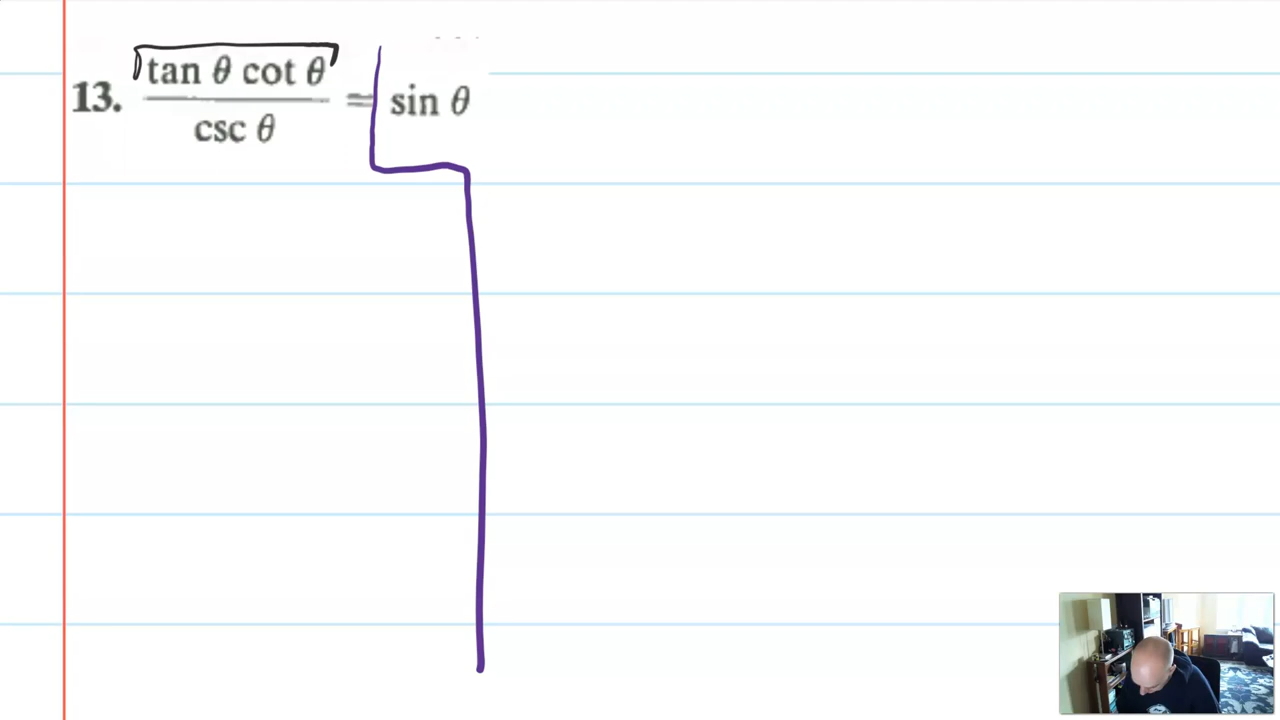 13. tan θ cot θ / csc θ = sin θ